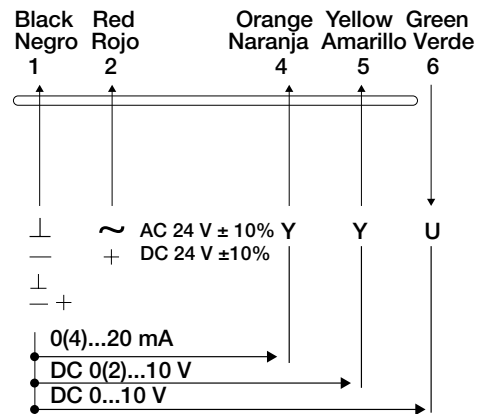 Black Red Orange Yellow Green
Negro Rojo Naranja Amarillo Verde
1 2 4 5 6
⊥ ~ AC 24 V ± 10% Y Y U
— + DC 24 V ±10%
⊥
— +
0(4)...20 mA
DC 0(2)...10 V
DC 0...10 V